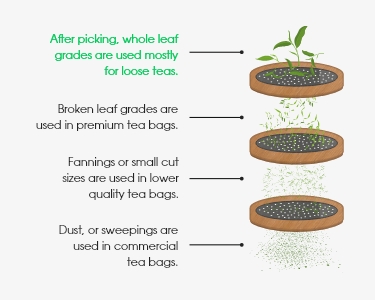 After picking, whole leaf
grades are used mostly
for loose teas.
Broken leaf grades are
used in premium tea bags.
Fannings or small cut
sizes are used in lower
quality tea bags.
Dust, or sweepings are
used in commercial
tea bags.